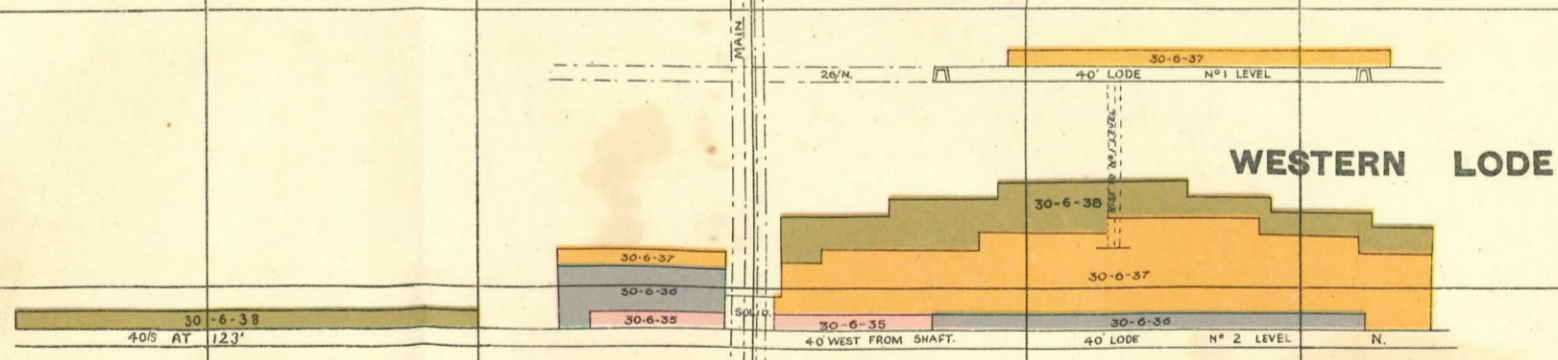 MAIN
30-6-37
26/N.
40' LODE Nº 1 LEVEL
WESTERN LODE
30-6-38
30-6-37
30-6-37
30-6-36
30-6-38
30-6-35
SOLID.
30-6-35
30-6-36
40/S AT 123'
40' WEST FROM SHAFT.
40' LODE Nº 2 LEVEL N.